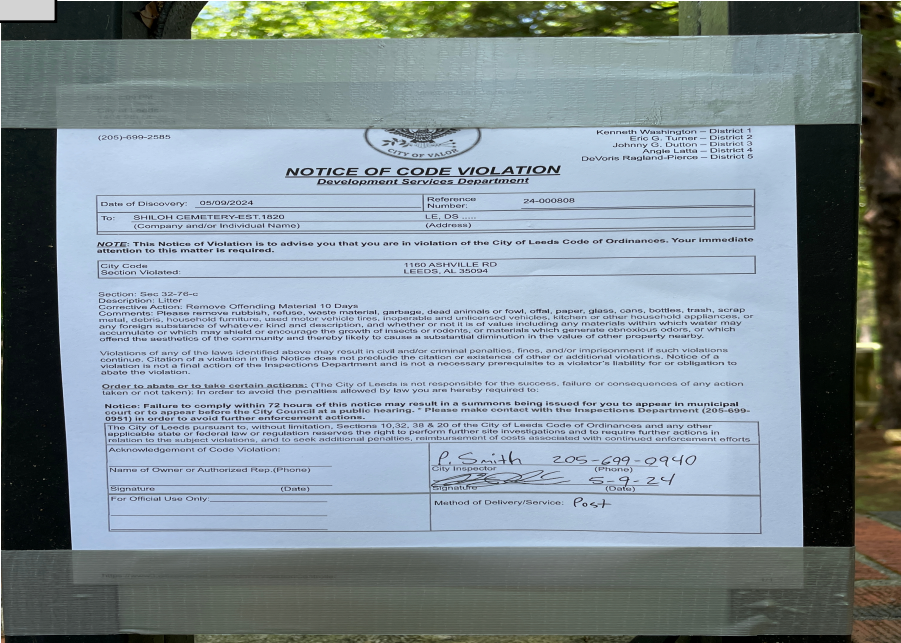 (205)-699-2585
CITY OF VALOR
Kenneth Washington – District 1
Eric G. Turner – District 2
Johnny G. Dutton – District 3
Angie Latta – District 4
DeVoris Ragland-Pierce – District 5
NOTICE OF CODE VIOLATION
Development Services Department
Date of Discovery: 05/09/2024
Reference Number: 24-000808
To: SHILOH CEMETERY-EST.1820
(Company and/or Individual Name)
LE, DS .....
(Address)
NOTE: This Notice of Violation is to advise you that you are in violation of the City of Leeds Code of Ordinances. Your immediate
attention to this matter is required.
City Code
Section Violated:
1160 ASHVILLE RD
LEEDS, AL 35094
Section: Sec 32-76-c
Description: Litter
Corrective Action: Remove Offending Material 10 Days
Comments: Please remove rubbish, refuse, waste material, garbage, dead animals or fowl, offal, paper, glass, cans, bottles, trash, scrap
metal, debris, household furniture, used motor vehicle tires, inoperable and unlicensed vehicles, kitchen or other household appliances, or
any foreign substance of whatever kind and description, and whether or not it is of value including any materials within which water may
accumulate or which may shield or encourage the growth of insects or rodents, or materials which generate obnoxious odors, or which
offend the aesthetics of the community and thereby likely to cause a substantial diminution in the value of other property nearby.
Violations of any of the laws identified above may result in civil and/or criminal penalties, fines, and/or imprisonment if such violations
continue. Citation of a violation in this Notice does not preclude the citation or existence of other or additional violations. Notice of a
violation is not a final action of the Inspections Department and is not a necessary prerequisite to a violator's liability for or obligation to
abate the violation.
Order to abate or to take certain actions: (The City of Leeds is not responsible for the success, failure or consequences of any action
taken or not taken): In order to avoid the penalties allowed by law you are hereby required to:
Notice: Failure to comply within 72 hours of this notice may result in a summons being issued for you to appear in municipal
court or to appear before the City Council at a public hearing. * Please make contact with the Inspections Department (205-699-
0951) in order to avoid further enforcement actions.
The City of Leeds pursuant to, without limitation, Sections 10,32, 38 & 20 of the City of Leeds Code of Ordinances and any other
applicable state or federal law or regulation reserves the right to perform further site investigations and to require further actions in
relation to the subject violations, and to seek additional penalties, reimbursement of costs associated with continued enforcement efforts
Acknowledgement of Code Violation:
Name of Owner or Authorized Rep.(Phone)
Signature (Date)
For Official Use Only:
P. Smith 205-699-0940
City Inspector (Phone)
5-9-24
Signature (Date)
Method of Delivery/Service: Post